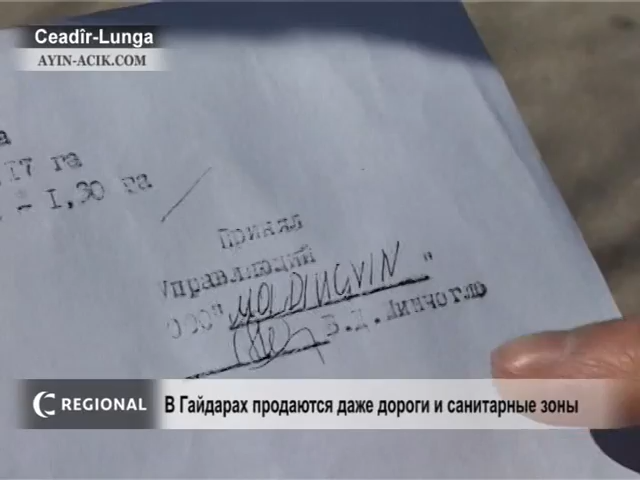 Ceadîr-Lunga
AYIN-ACIK.COM
17 га
- 1,30 га
Принял
Управляющий
ООО "MOLDINGVIN"
REGIONAL
В Гайдарах продаются даже дороги и санитарные зоны